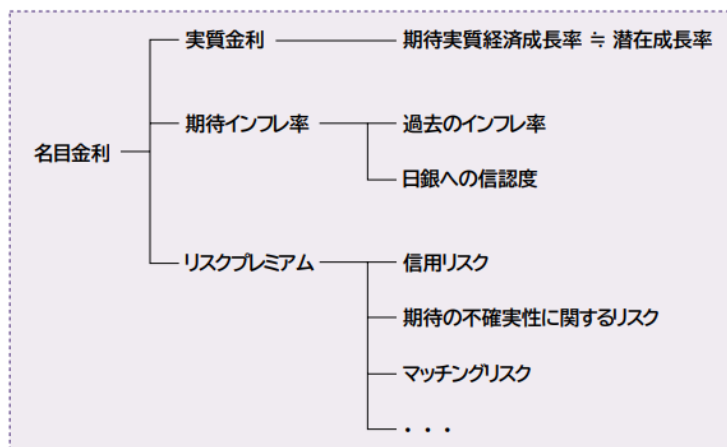 実質金利
期待実質経済成長率 ≒ 潜在成長率
期待インフレ率
過去のインフレ率
名目金利
日銀への信認度
リスクプレミアム
信用リスク
期待の不確実性に関するリスク
マッチングリスク
・・・